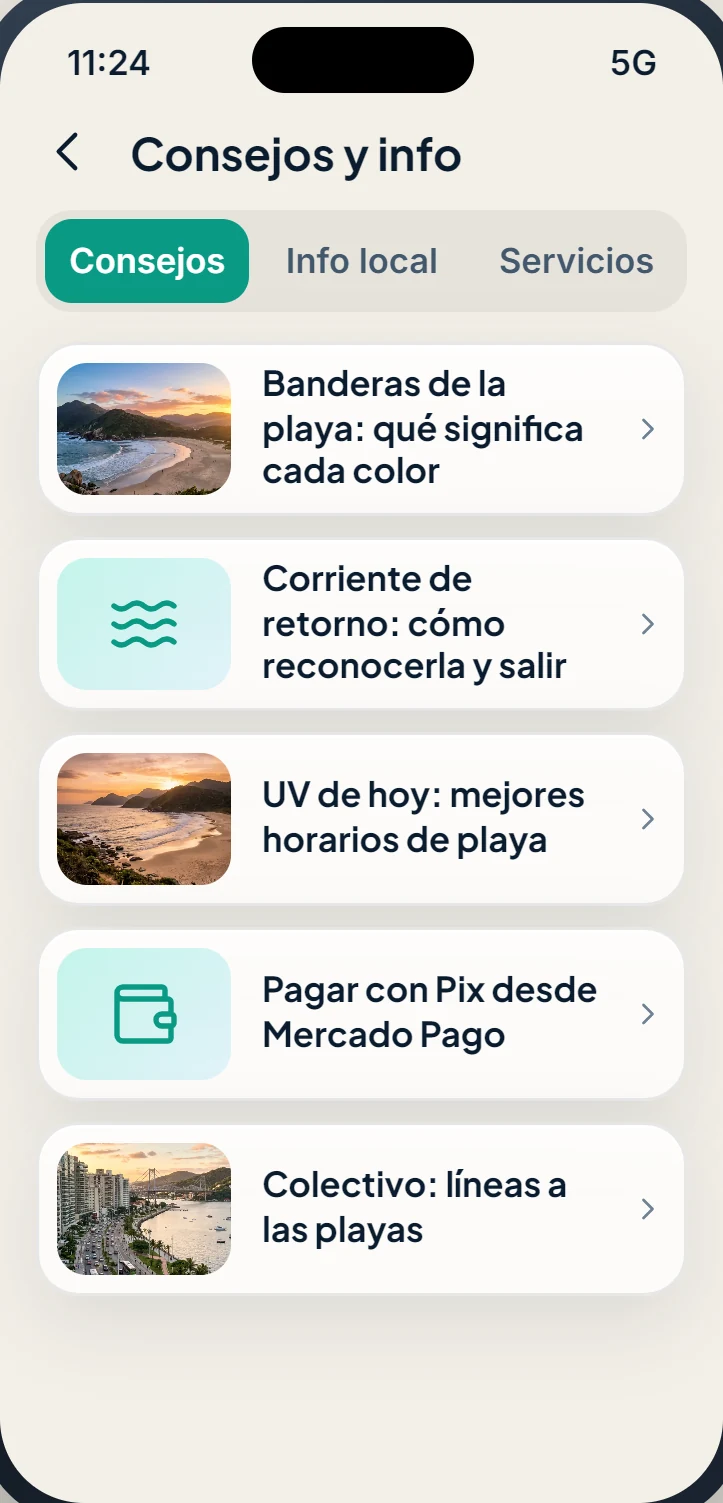 11:24
5G
Consejos y info
Consejos
Info local
Servicios
Banderas de la
playa: qué significa
cada color
Corriente de
retorno: cómo
reconocerla y salir
UV de hoy: mejores
horarios de playa
Pagar con Pix desde
Mercado Pago
Colectivo: líneas a
las playas